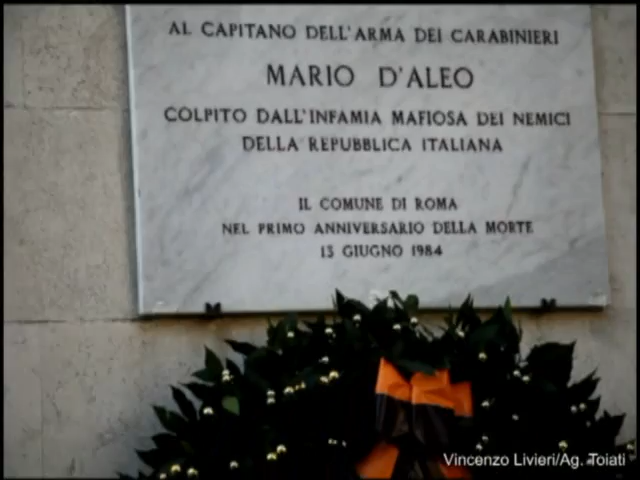 AL CAPITANO DELL'ARMA DEI CARABINIERI
MARIO D'ALEO
COLPITO DALL'INFAMIA MAFIOSA DEI NEMICI
DELLA REPUBBLICA ITALIANA
IL COMUNE DI ROMA
NEL PRIMO ANNIVERSARIO DELLA MORTE
13 GIUGNO 1984
Vincenzo Livieri/Ag. Toiati